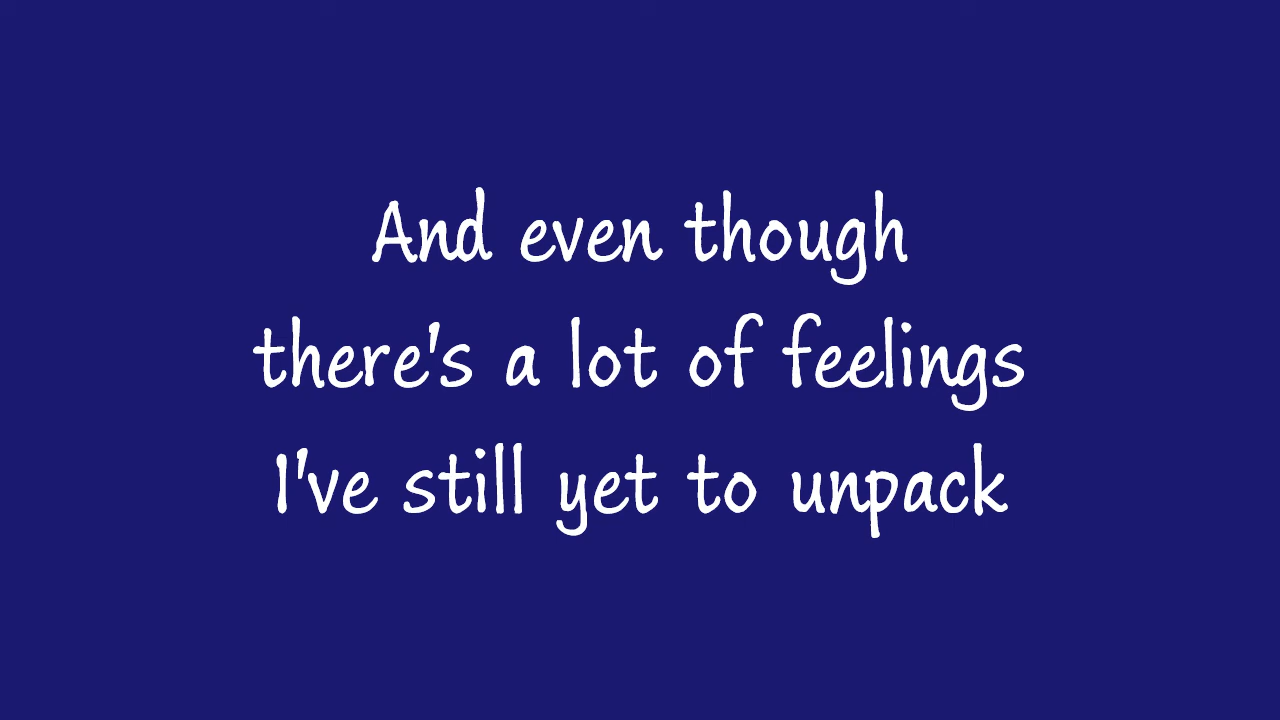 And even though
there's a lot of feelings
I've still yet to unpack